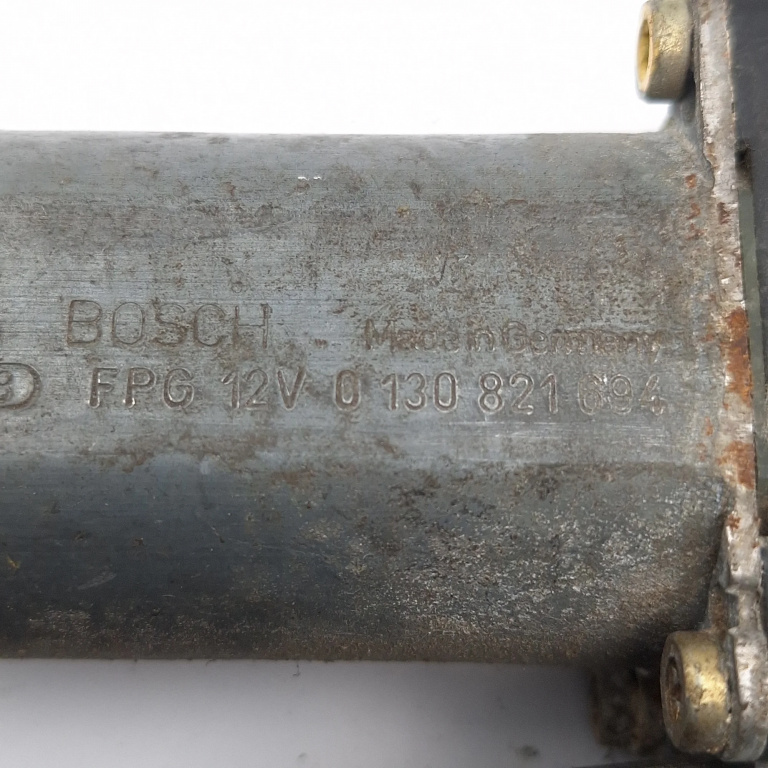 BOSCH Made in Germany
FPG 12V 0 130 821 694